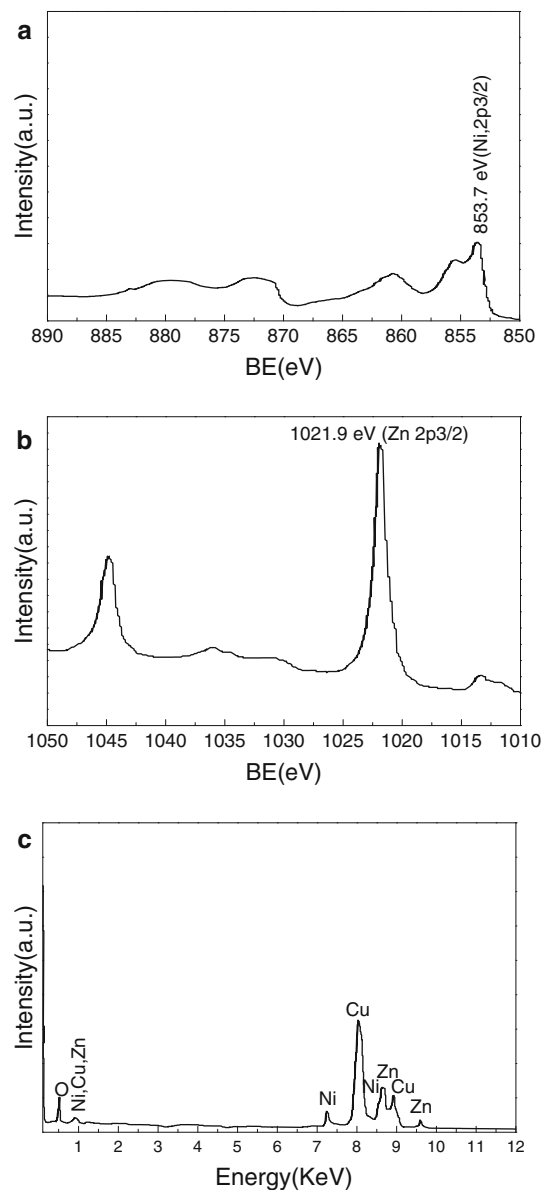 a
Intensity(a.u.)
853.7 eV(Ni,2p3/2)
890 885 880 875 870 865 860 855 850
BE(eV)
b
Intensity(a.u.)
1021.9 eV (Zn 2p3/2)
1050 1045 1040 1035 1030 1025 1020 1015 1010
BE(eV)
c
Intensity(a.u.)
O
Ni,Cu,Zn
Ni
Cu
Ni
Zn
Cu
Zn
1 2 3 4 5 6 7 8 9 10 11 12
Energy(KeV)